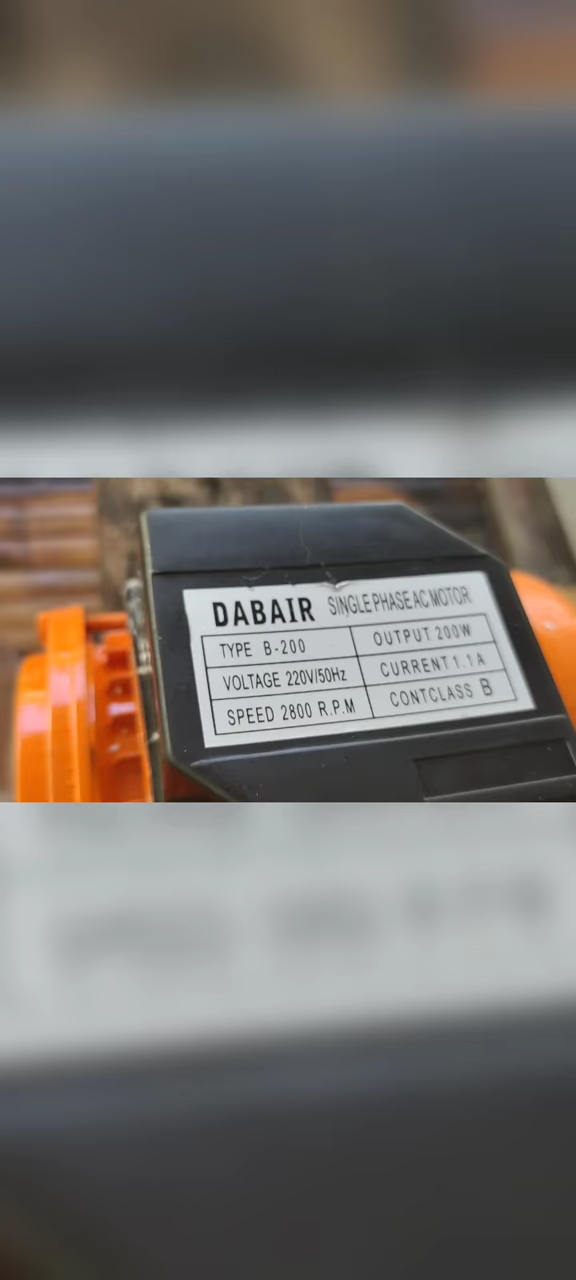 DABAIR SINGLE PHASE AC MOTOR
TYPE B-200 OUTPUT 200W
VOLTAGE 220V/50Hz CURRENT 1.1A
SPEED 2800 R.P.M CONTCLASS B